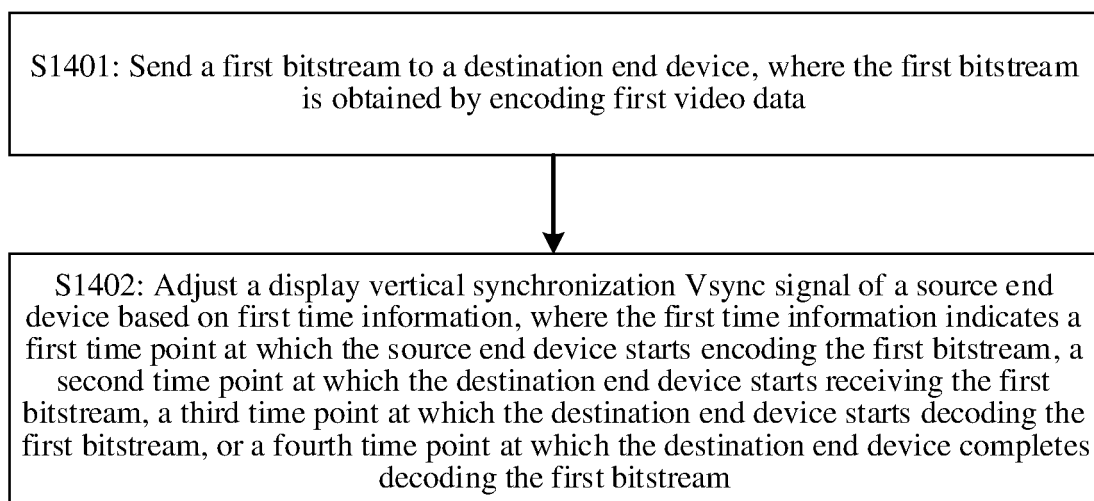 S1401: Send a first bitstream to a destination end device, where the first bitstream
is obtained by encoding first video data
S1402: Adjust a display vertical synchronization Vsync signal of a source end
device based on first time information, where the first time information indicates a
first time point at which the source end device starts encoding the first bitstream, a
second time point at which the destination end device starts receiving the first
bitstream, a third time point at which the destination end device starts decoding the
first bitstream, or a fourth time point at which the destination end device completes
decoding the first bitstream